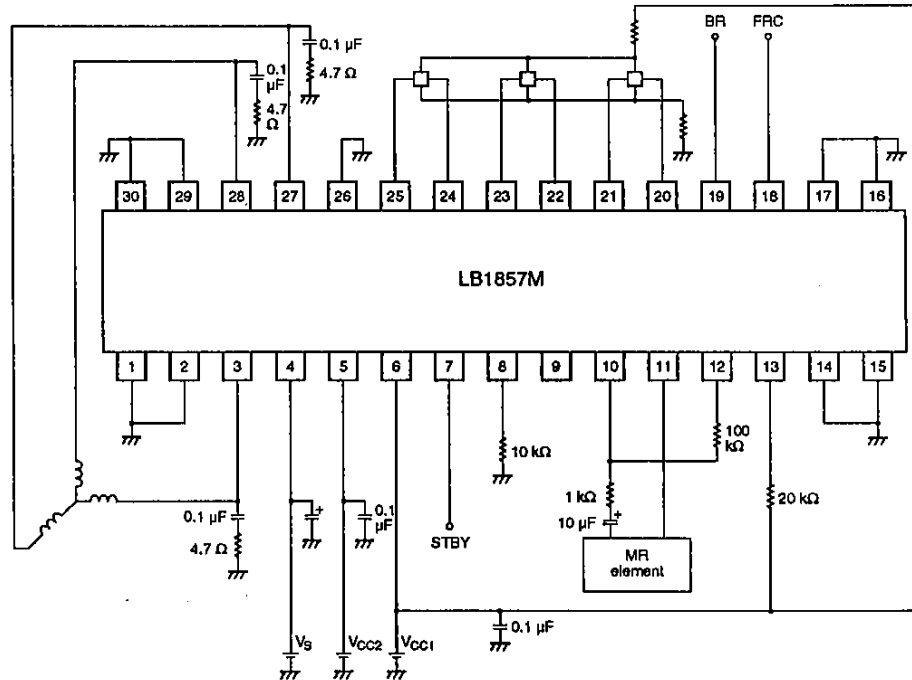 BR FRC
0.1 µF
4.7 Ω
0.1
µF
4.7
Ω
30 29 28 27 26 25 24 23 22 21 20 19 18 17 16
LB1857M
1 2 3 4 5 6 7 8 9 10 11 12 13 14 15
100
kΩ
10 kΩ
1 kΩ
20 kΩ
0.1 µF
4.7 Ω
+
0.1
µF
STBY
+
10 µF
MR
element
0.1 µF
VS VCC2 VCC1